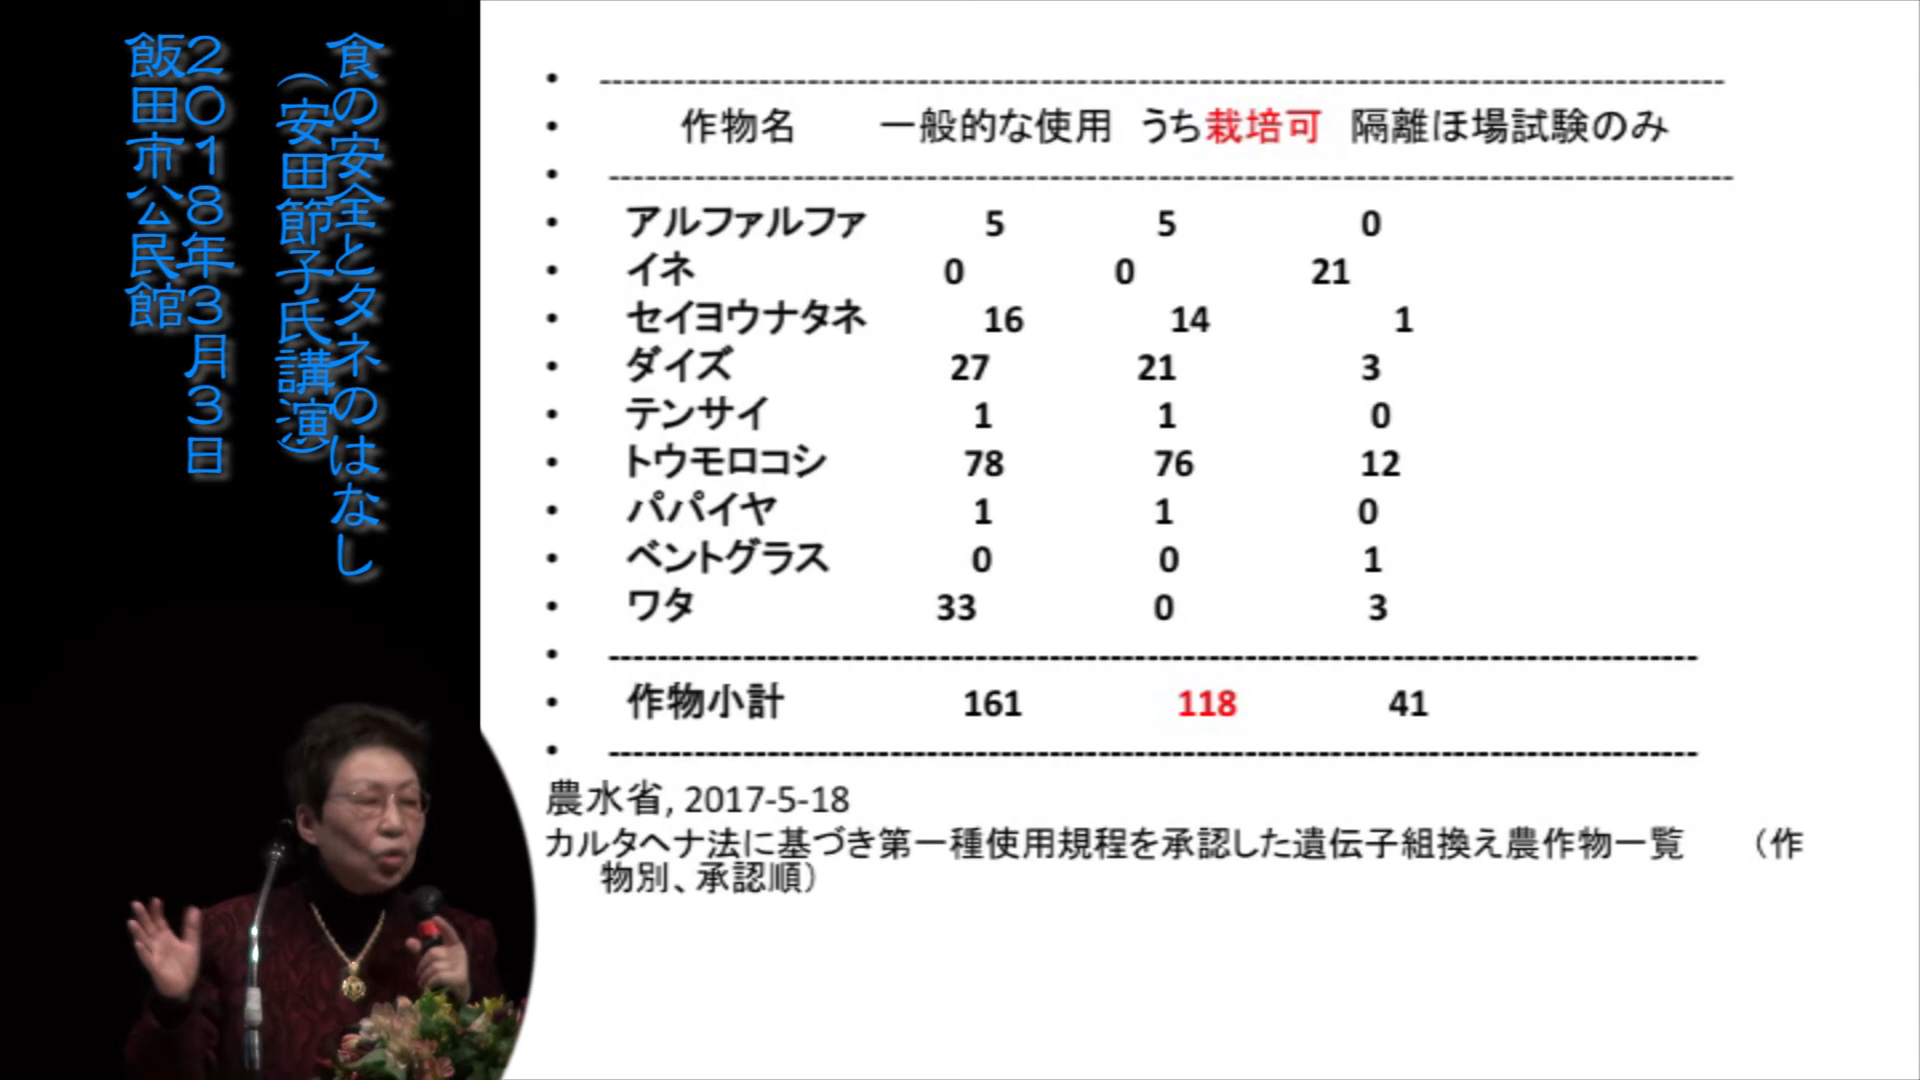 食の安全とタネのはなし
（安田節子氏講演）
２０１８年３月３日
飯田市公民館
作物名 一般的な使用 うち栽培可 隔離ほ場試験のみ
アルファルファ 5 5 0
イネ 0 0 21
セイヨウナタネ 16 14 1
ダイズ 27 21 3
テンサイ 1 1 0
トウモロコシ 78 76 12
パパイヤ 1 1 0
ベントグラス 0 0 1
ワタ 33 0 3
作物小計 161 118 41
農水省, 2017-5-18
カルタヘナ法に基づき第一種使用規程を承認した遺伝子組換え農作物一覧 （作
物別、承認順）